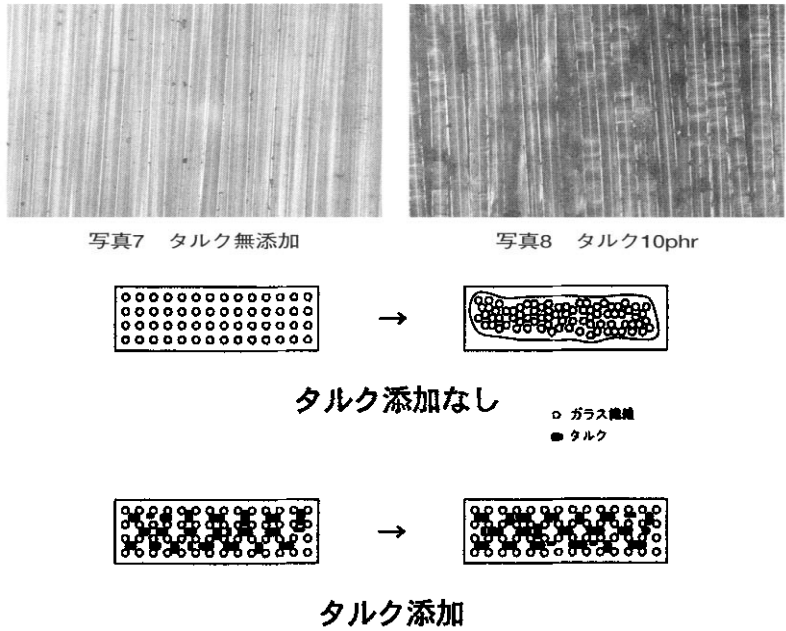 写真7　タルク無添加
写真8　タルク10phr
→
タルク添加なし
ガラス繊維
タルク
→
タルク添加